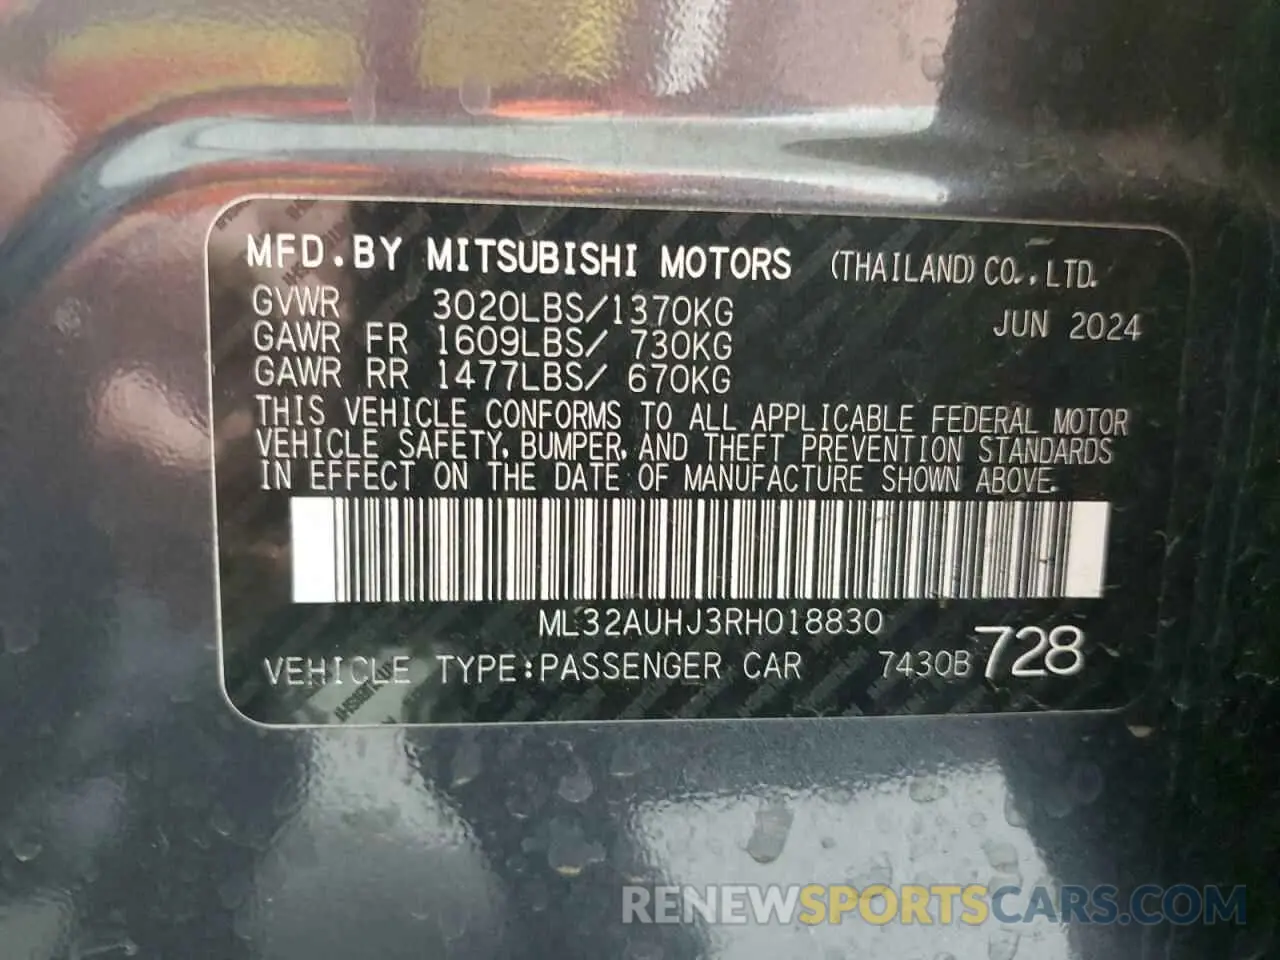 MFD.BY MITSUBISHI MOTORS (THAILAND) CO., LTD.
GVWR 3020LBS/1370KG JUN 2024
GAWR FR 1609LBS/ 730KG
GAWR RR 1477LBS/ 670KG
THIS VEHICLE CONFORMS TO ALL APPLICABLE FEDERAL MOTOR
VEHICLE SAFETY, BUMPER, AND THEFT PREVENTION STANDARDS
IN EFFECT ON THE DATE OF MANUFACTURE SHOWN ABOVE.
ML32AUHJ3RH018830
VEHICLE TYPE:PASSENGER CAR 7430B 728
RENEWSPORTSCARS.COM